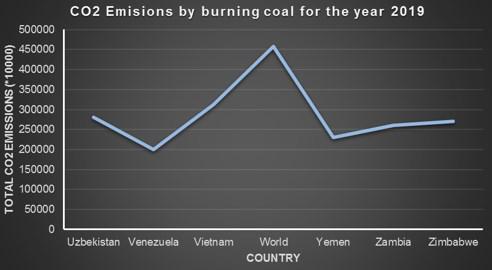 CO2 Emisions by burning coal for the year 2019
TOTAL CO2 EMISSIONS (*10000)
500000
450000
400000
350000
300000
250000
200000
150000
100000
50000
0
Uzbekistan Venezuela Vietnam World Yemen Zambia Zimbabwe
COUNTRY